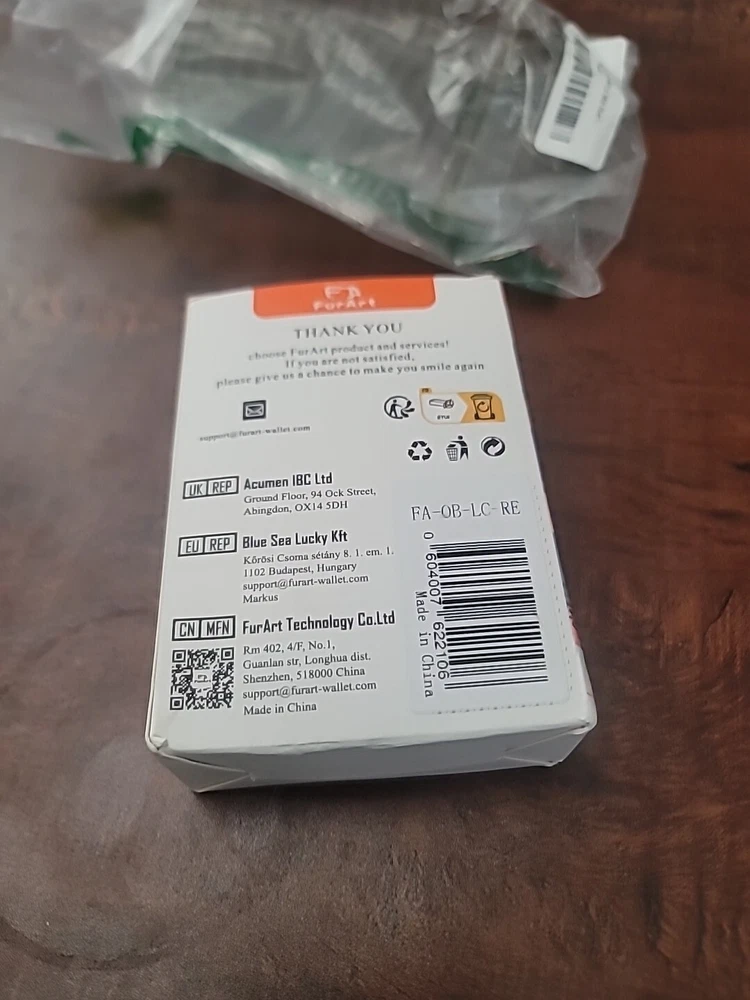 FA
FurArt
THANK YOU
choose FurArt product and services!
If you are not satisfied,
please give us a chance to make you smile again
support@furart-wallet.com
FR
UK REP
Acumen IBC Ltd
Ground Floor, 94 Ock Street,
Abingdon, OX14 5DH
EU REP
Blue Sea Lucky Kft
Kőrösi Csoma sétány 8. 1. em. 1.
1102 Budapest, Hungary
support@furart-wallet.com
Markus
CN MFN
FurArt Technology Co.Ltd
Rm 402, 4/F, No.1,
Guanlan str, Longhua dist.
Shenzhen, 518000 China
support@furart-wallet.com
Made in China
FA-OB-LC-RE
0 604007 622106
Made in China